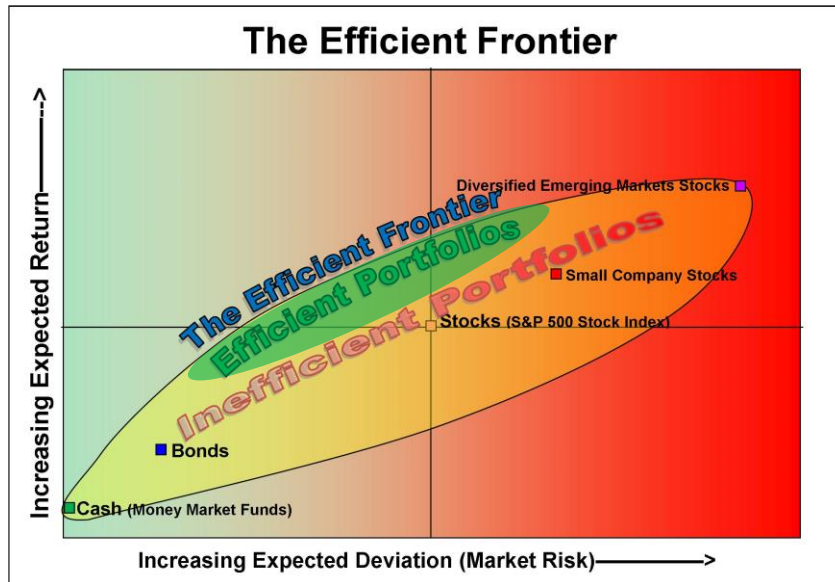 The Efficient Frontier
Increasing Expected Return------->
Diversified Emerging Markets Stocks
The Efficient Frontier
Efficient Portfolios
Inefficient Portfolios
Small Company Stocks
Stocks (S&P 500 Stock Index)
Bonds
Cash (Money Market Funds)
Increasing Expected Deviation (Market Risk)------->